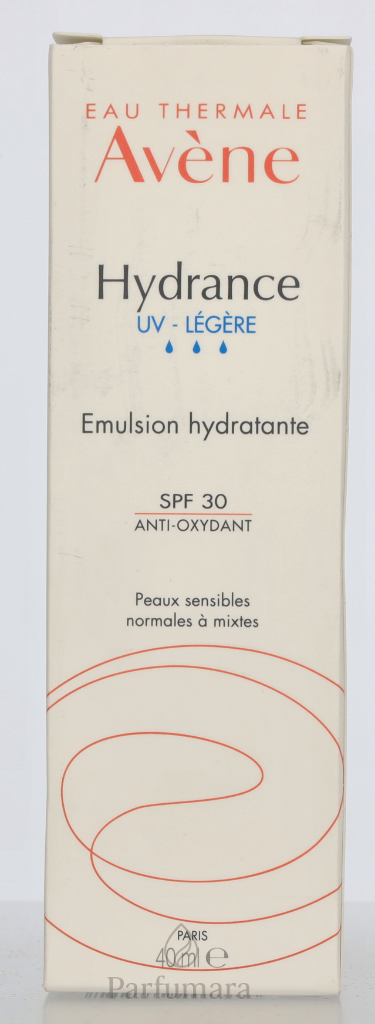 EAU THERMALE
Avène
Hydrance
UV - LÉGÈRE
Emulsion hydratante
SPF 30
ANTI-OXYDANT
Peaux sensibles
normales à mixtes
PARIS
40 ml e
Parfumara